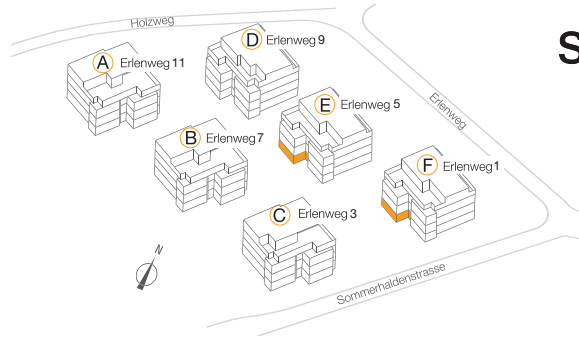 Holzweg
S
D Erlenweg 9
A Erlenweg 11
E Erlenweg 5
Erlenweg
B Erlenweg 7
F Erlenweg 1
C Erlenweg 3
N
Sommerhaldenstrasse